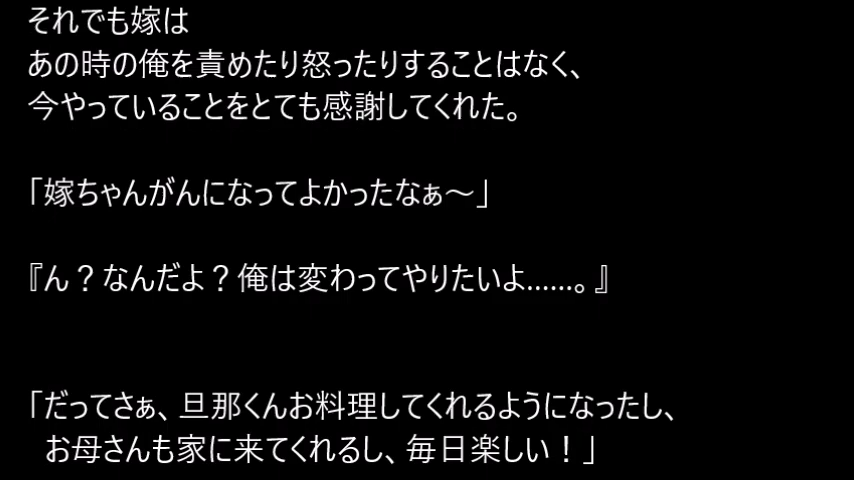 それでも嫁は
あの時の俺を責めたり怒ったりすることはなく、
今やっていることをとても感謝してくれた。
「嫁ちゃんがんになってよかったなぁ～」
『ん？なんだよ？俺は変わってやりたいよ……。』
「だってさぁ、旦那くんお料理してくれるようになったし、
お母さんも家に来てくれるし、毎日楽しい！」